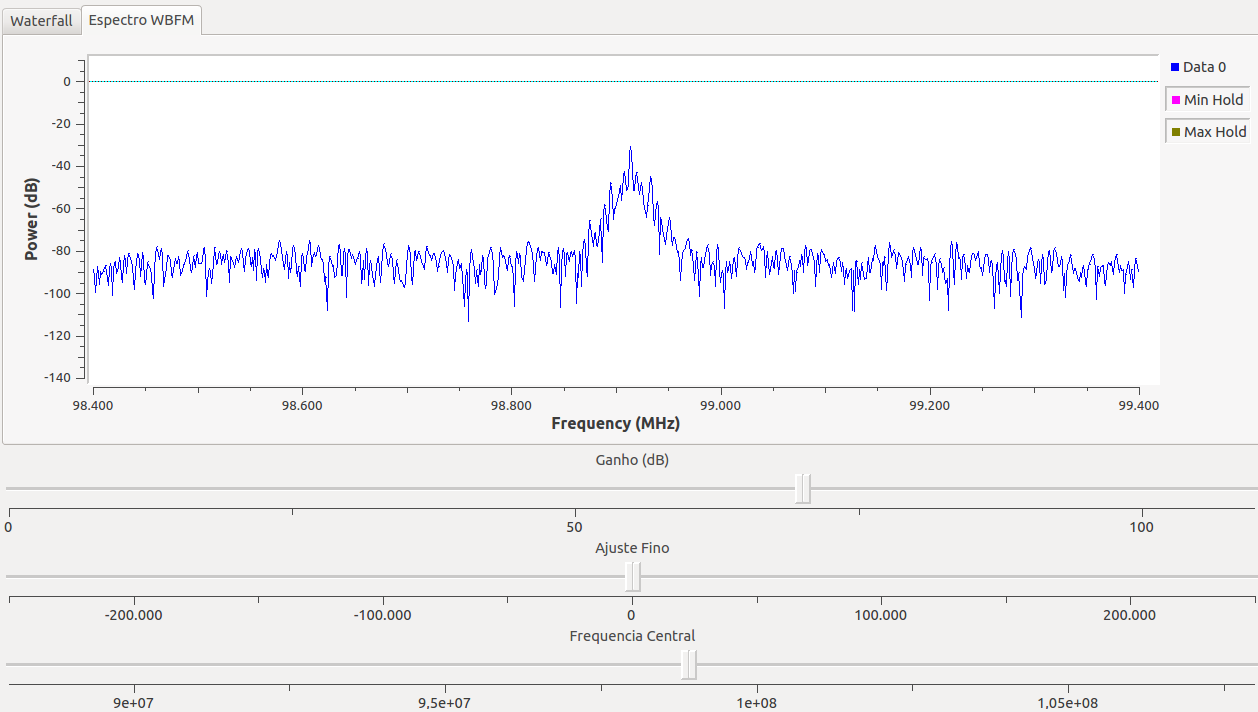 Waterfall Espectro WBFM
Data 0
Min Hold
Max Hold
Power (dB)
0
-20
-40
-60
-80
-100
-120
-140
98.400 98.600 98.800 99.000 99.200 99.400
Frequency (MHz)
Ganho (dB)
0 50 100
Ajuste Fino
-200.000 -100.000 0 100.000 200.000
Frequencia Central
9e+07 9,5e+07 1e+08 1,05e+08